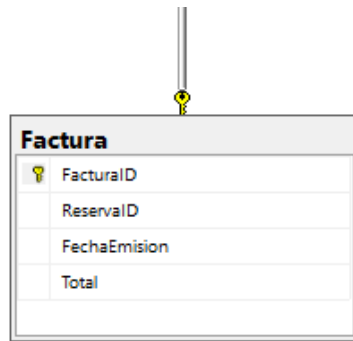 Factura
FacturaID
ReservaID
FechaEmision
Total